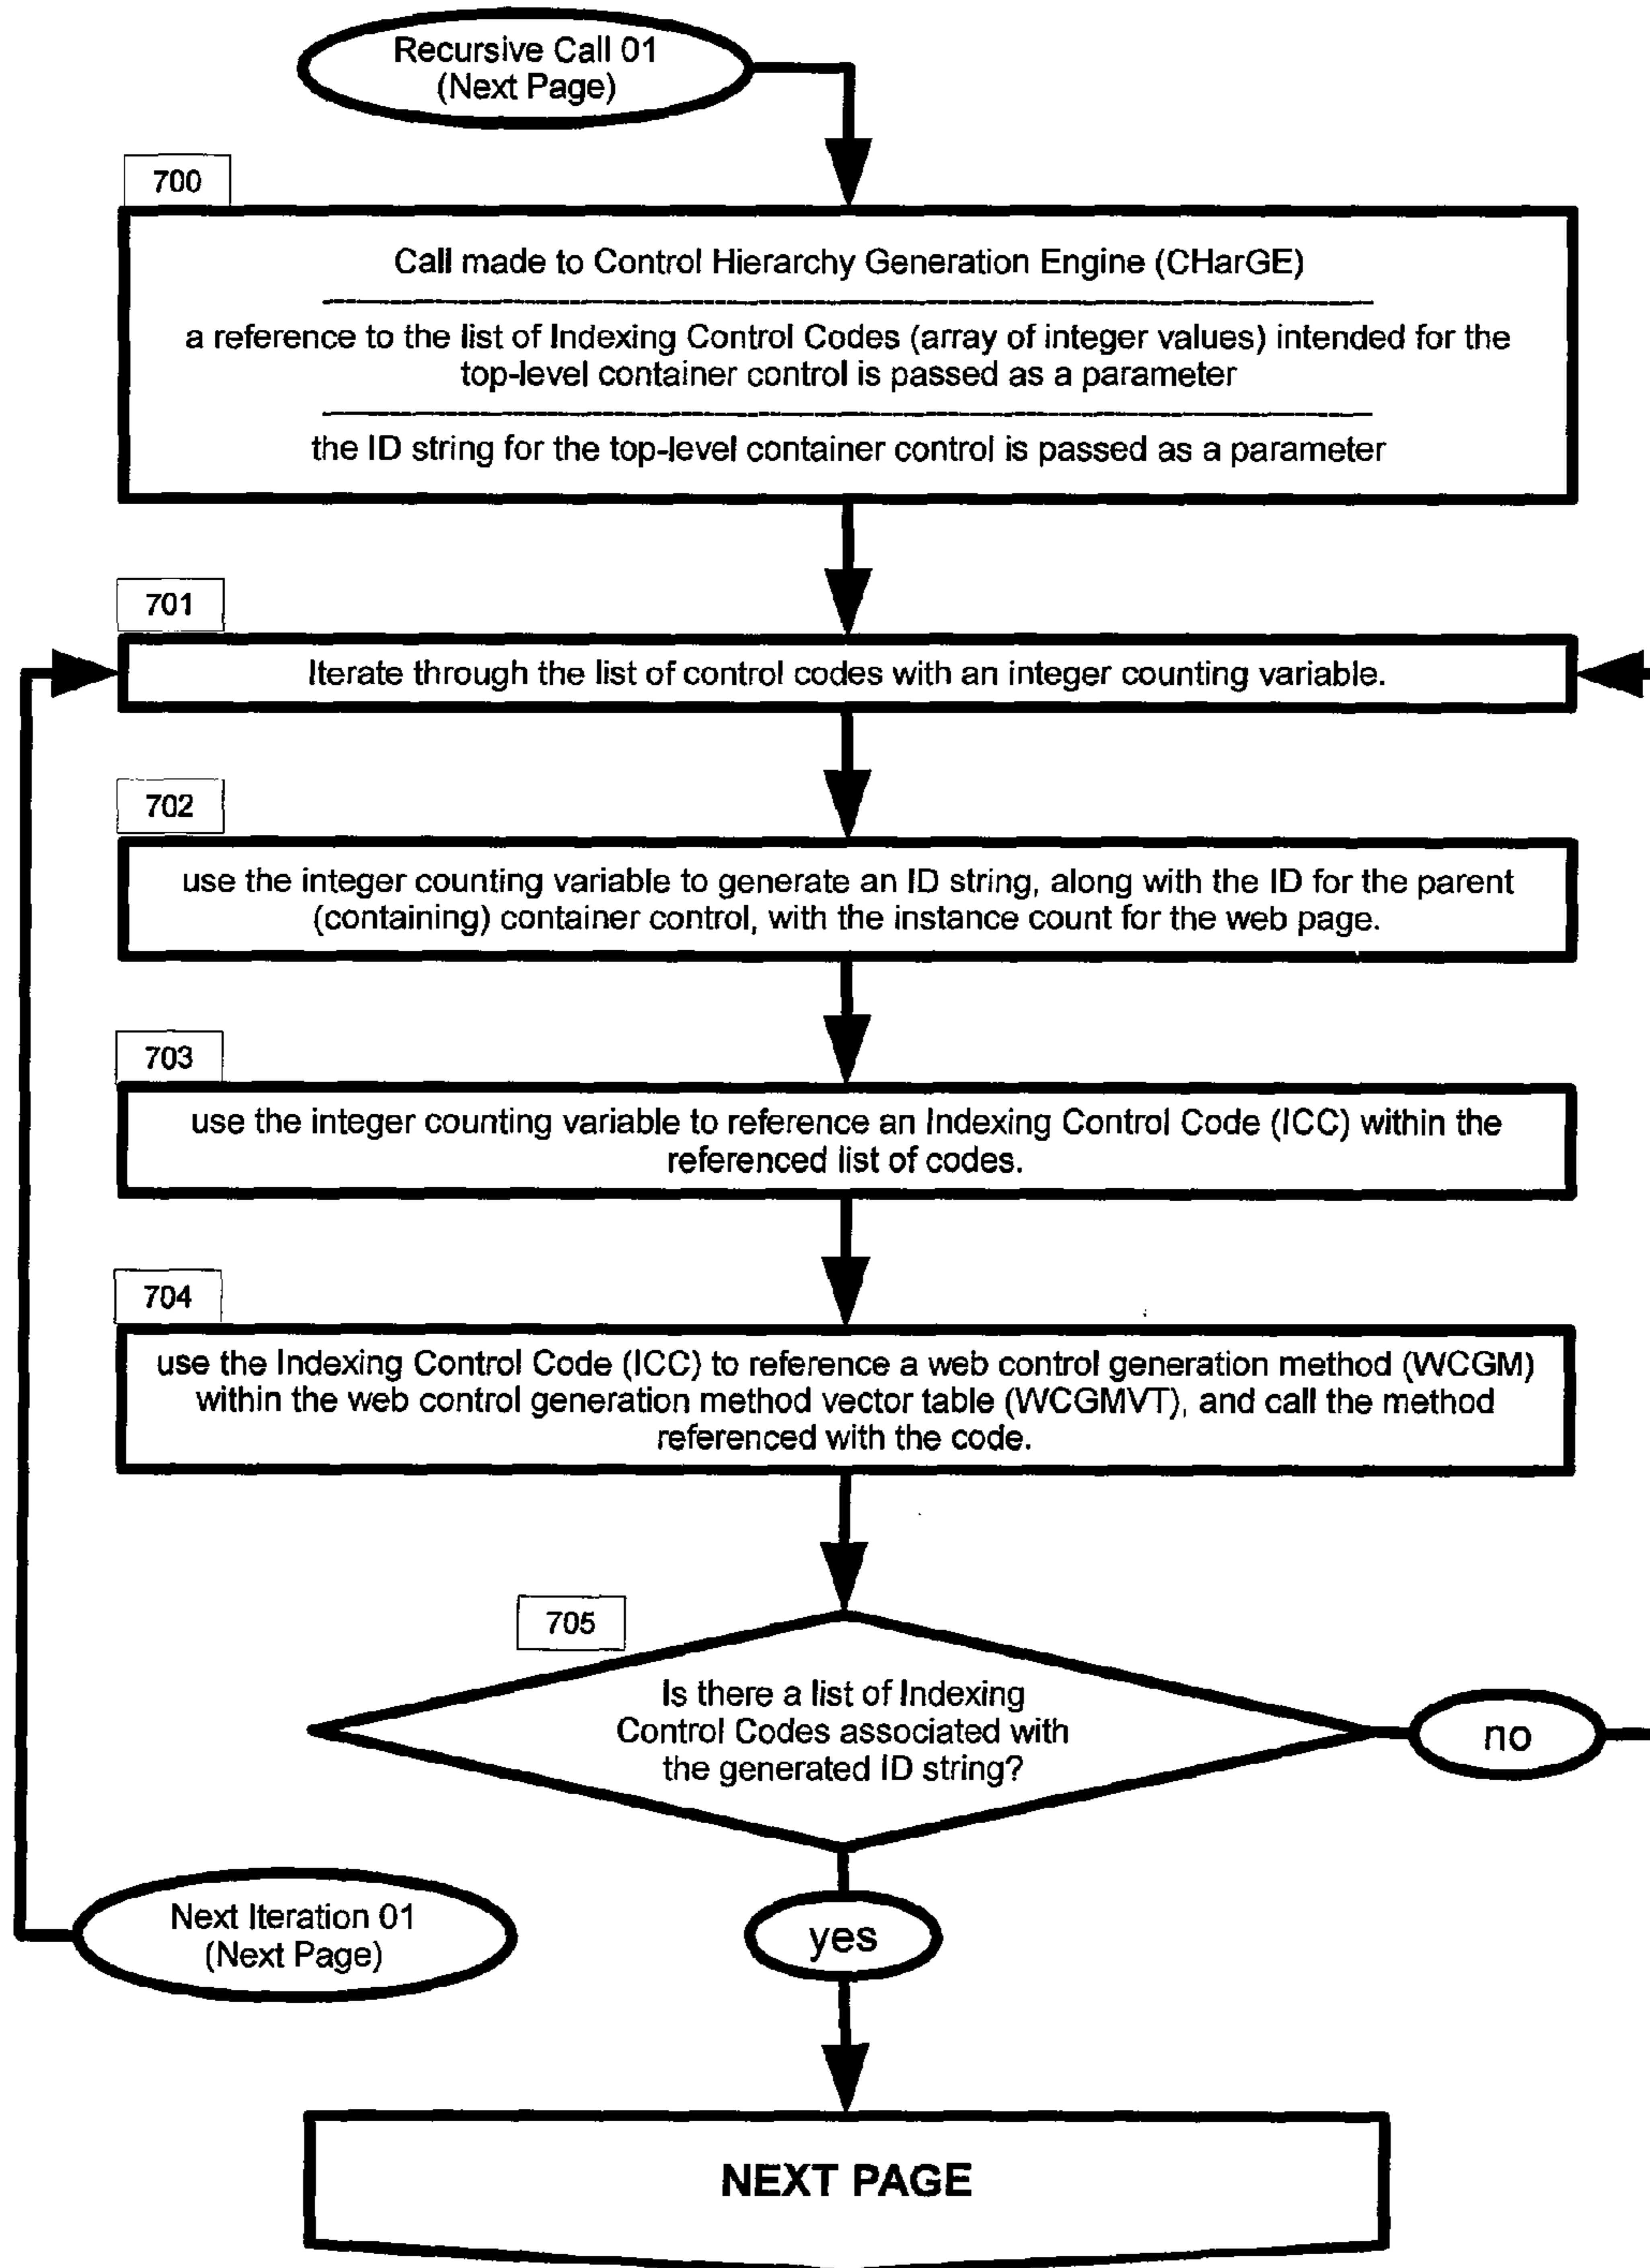 Recursive Call 01
(Next Page)
700
Call made to Control Hierarchy Generation Engine (CHarGE)
a reference to the list of Indexing Control Codes (array of integer values) intended for the
top-level container control is passed as a parameter
the ID string for the top-level container control is passed as a parameter
701
Iterate through the list of control codes with an integer counting variable.
702
use the integer counting variable to generate an ID string, along with the ID for the parent
(containing) container control, with the instance count for the web page.
703
use the integer counting variable to reference an Indexing Control Code (ICC) within the
referenced list of codes.
704
use the Indexing Control Code (ICC) to reference a web control generation method (WCGM)
within the web control generation method vector table (WCGMVT), and call the method
referenced with the code.
705
Is there a list of Indexing
Control Codes associated with
the generated ID string?
no
Next Iteration 01
(Next Page)
yes
NEXT PAGE